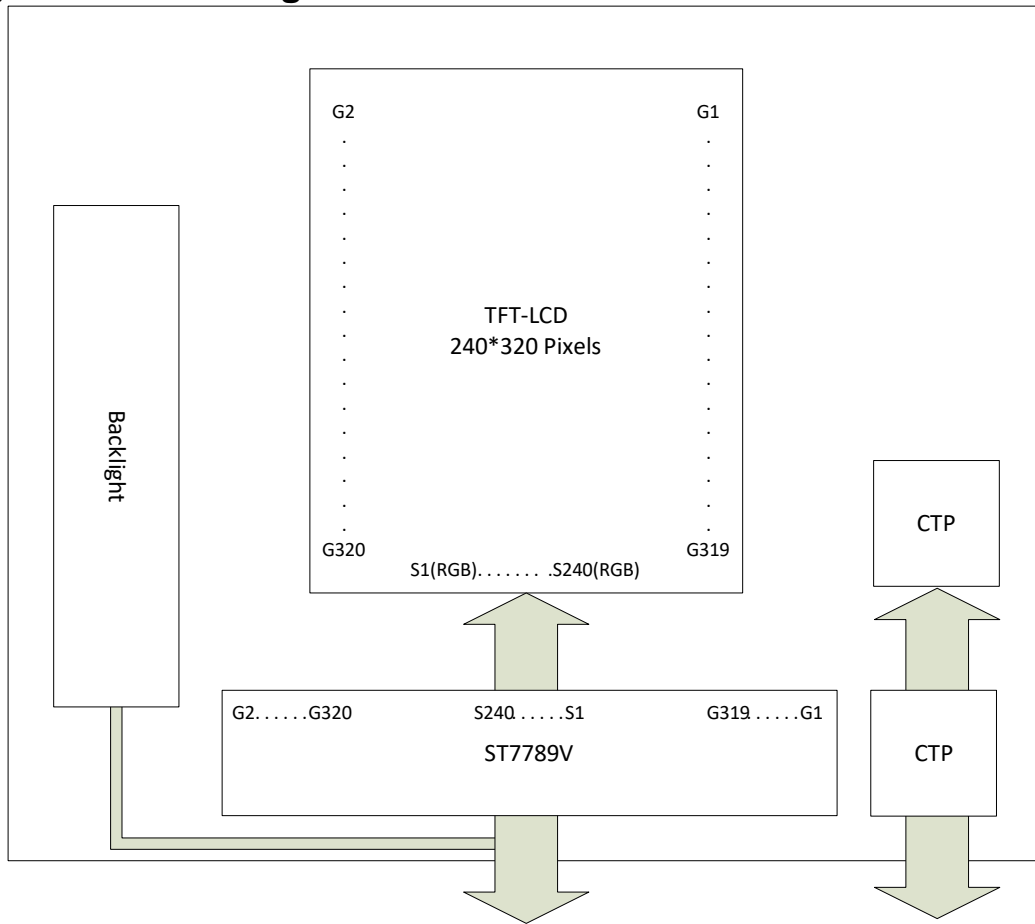 G2 G1
TFT-LCD
240*320 Pixels
Backlight
CTP
G320 G319
S1(RGB). . . . . . . .S240(RGB)
G2. . . . . .G320 S240. . . . . .S1 G319. . . . . .G1
ST7789V CTP